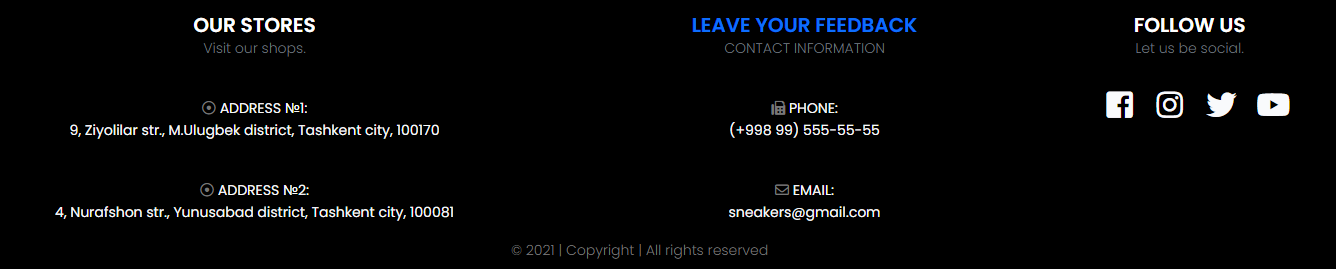 OUR STORES
Visit our shops.
ADDRESS №1:
9, Ziyolilar str., M.Ulugbek district, Tashkent city, 100170
ADDRESS №2:
4, Nurafshon str., Yunusabad district, Tashkent city, 100081
LEAVE YOUR FEEDBACK
CONTACT INFORMATION
PHONE:
(+998 99) 555-55-55
EMAIL:
sneakers@gmail.com
FOLLOW US
Let us be social.
© 2021 | Copyright | All rights reserved